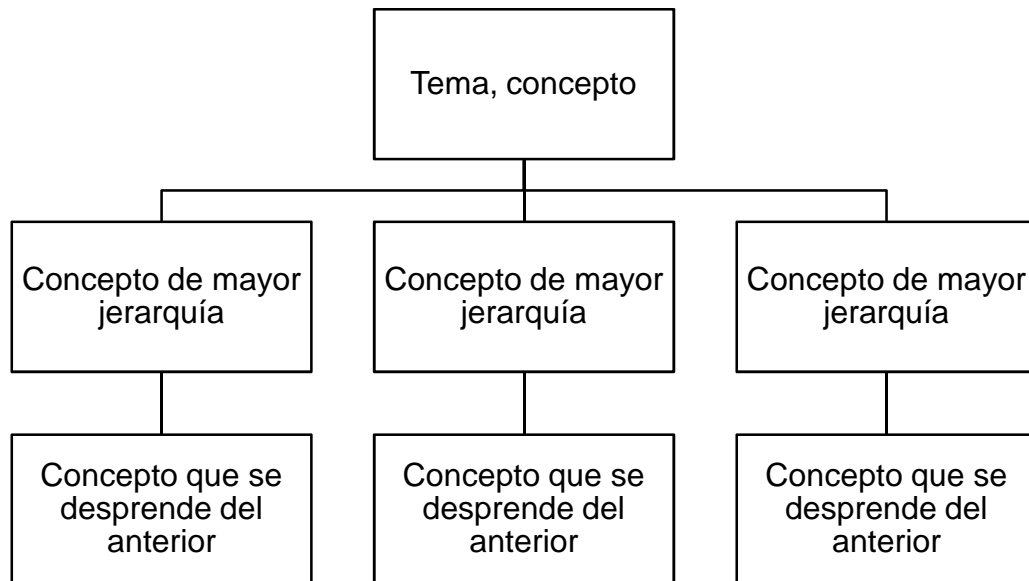 Tema, concepto
Concepto de mayor
jerarquía
Concepto de mayor
jerarquía
Concepto de mayor
jerarquía
Concepto que se
desprende del
anterior
Concepto que se
desprende del
anterior
Concepto que se
desprende del
anterior